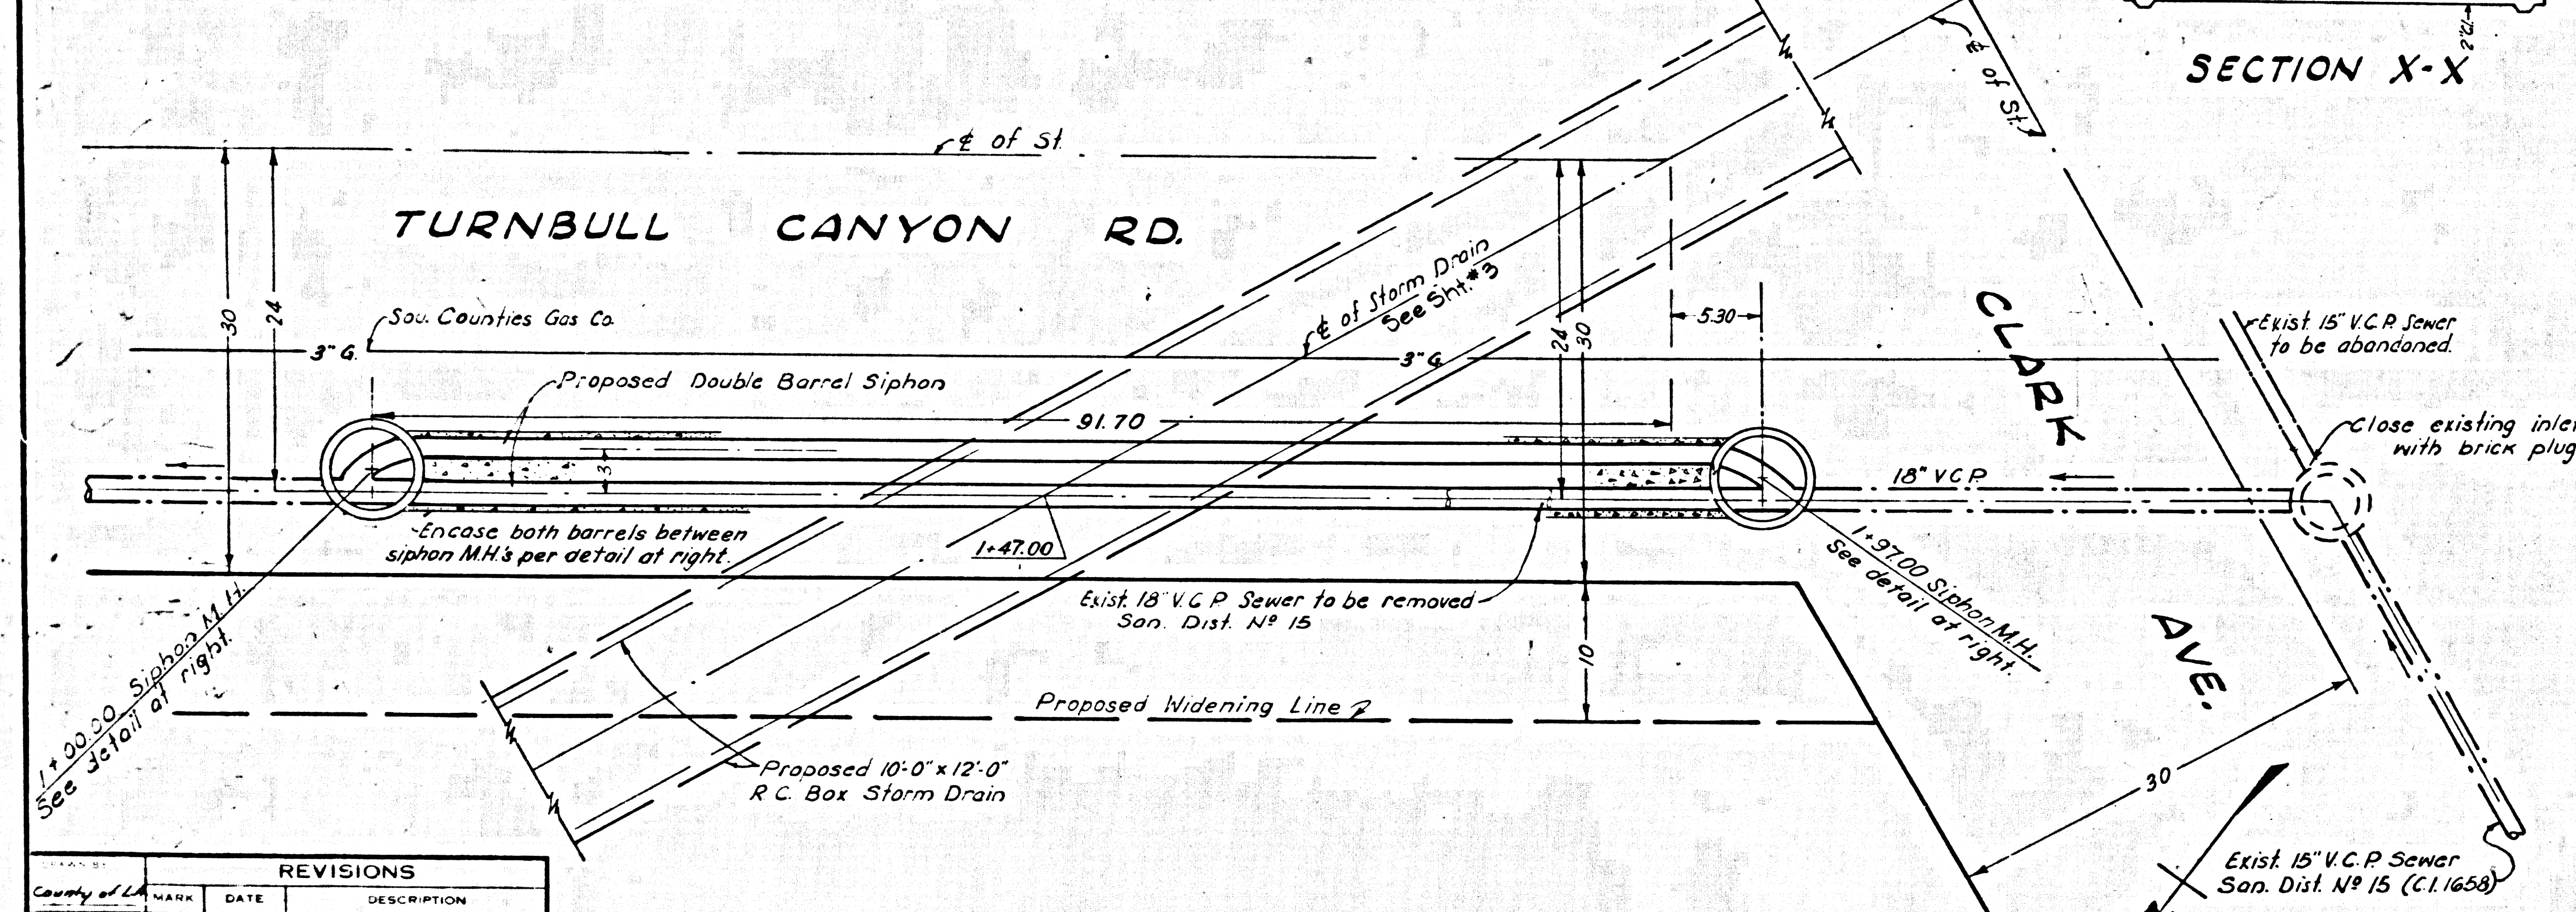 SECTION X-X
2"
℄ of St.
℄ of St.
TURNBULL CANYON RD.
30
24
Sou. Counties Gas Co.
3" G.
3" G
℄ of Storm Drain
See Sht. #3
24
30
5.30
CLARK
AVE.
Exist. 15" V.C.P. Sewer
to be abandoned.
Proposed Double Barrel Siphon
91.70
3
Close existing inlet
with brick plug
18" V.C.P.
Encase both barrels between
siphon M.H.'s per detail at right.
1+47.00
1+97.00 Siphon M.H.
See detail at right.
Exist. 18" V.C.P. Sewer to be removed
San. Dist. Nº 15
10
1+00.00 Siphon M.H.
See detail at right.
Proposed Widening Line
Proposed 10'-0" x 12'-0"
R.C. Box Storm Drain
30
Exist. 15" V.C.P. Sewer
San. Dist. Nº 15 (C.I. 1658)
DRAWN BY
County of LA
REVISIONS
MARK DATE DESCRIPTION